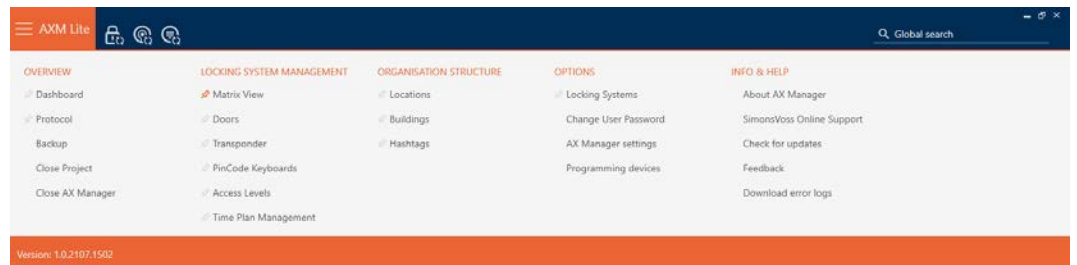 AXM Lite
Global search
OVERVIEW
Dashboard
Protocol
Backup
Close Project
Close AX Manager
LOCKING SYSTEM MANAGEMENT
Matrix View
Doors
Transponder
PinCode Keyboards
Access Levels
Time Plan Management
ORGANISATION STRUCTURE
Locations
Buildings
Hashtags
OPTIONS
Locking Systems
Change User Password
AX Manager settings
Programming devices
INFO & HELP
About AX Manager
SimonsVoss Online Support
Check for updates
Feedback
Download error logs
Version: 1.0.2107.1502